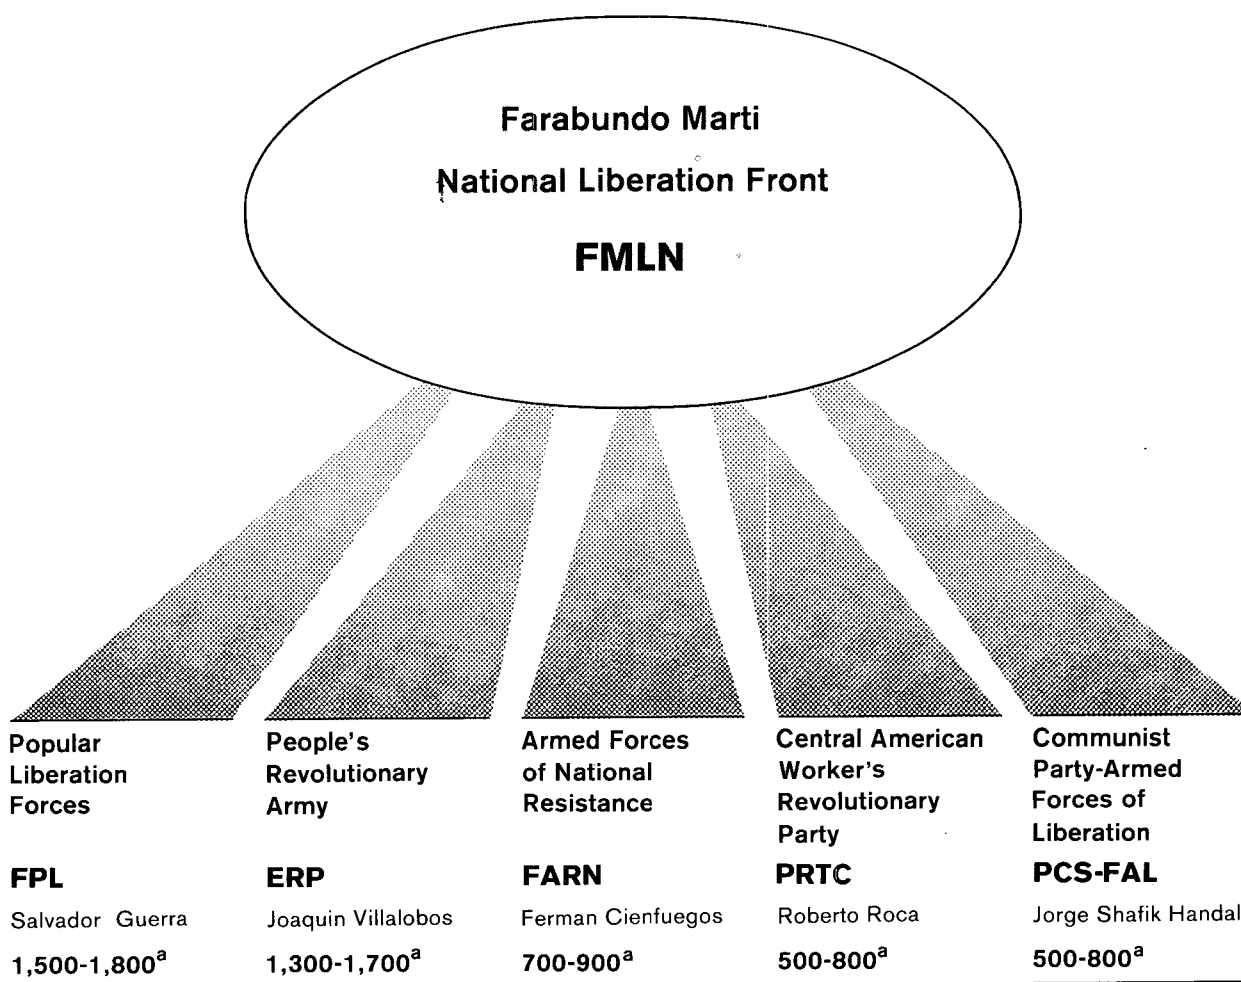 Farabundo Marti
National Liberation Front
FMLN
Popular
Liberation
Forces
FPL
Salvador Guerra
1,500-1,800a
People's
Revolutionary
Army
ERP
Joaquin Villalobos
1,300-1,700a
Armed Forces
of National
Resistance
FARN
Ferman Cienfuegos
700-900a
Central American
Worker's
Revolutionary
Party
PRTC
Roberto Roca
500-800a
Communist
Party-Armed
Forces of
Liberation
PCS-FAL
Jorge Shafik Handal
500-800a